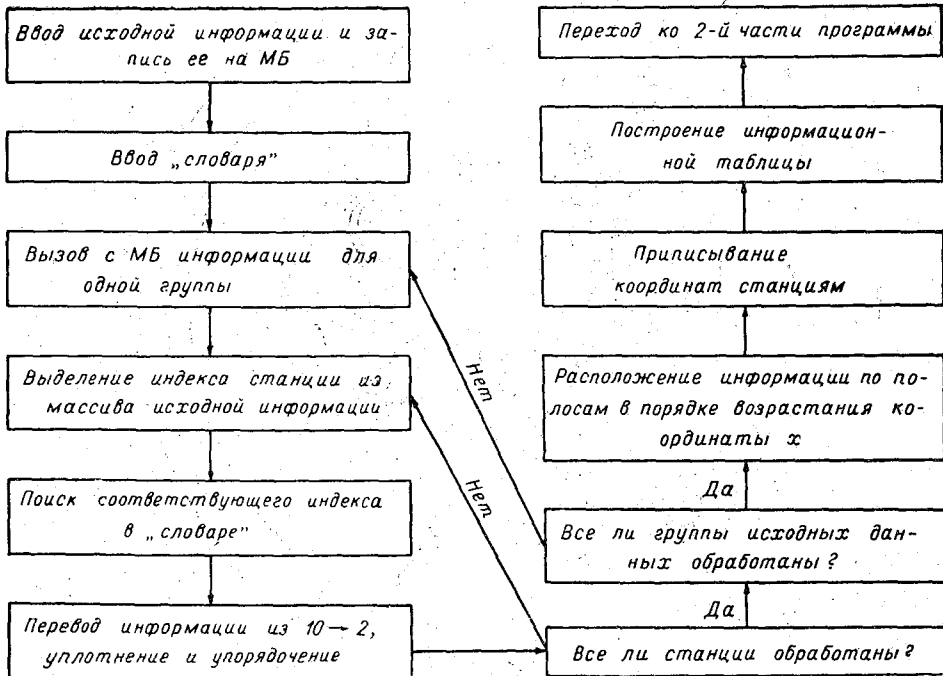 Ввод исходной информации и за-
пись ее на МБ
Ввод „словаря”
Вызов с МБ информации для
одной группы
Выделение индекса станции из
массива исходной информации
Поиск соответствующего индекса
в „словаре”
Перевод информации из 10→2,
уплотнение и упорядочение
Нет
Нет
Переход ко 2-й части программы
Построение информацион-
ной таблицы
Приписывание
координат станциям
Расположение информации по по-
лосам в порядке возрастания ко-
ординаты x
Да
Все ли группы исходных дан-
ных обработаны?
Да
Все ли станции обработаны?